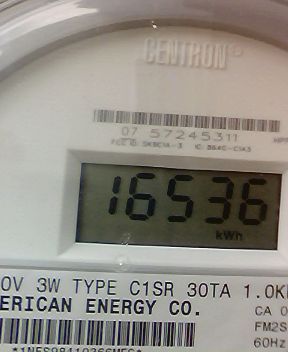 CENTRON
07 57245311
16536
kWh
0V 3W TYPE C1SR 30TA 1.0K
ERICAN ENERGY CO.
CA 0
FM2S
60Hz